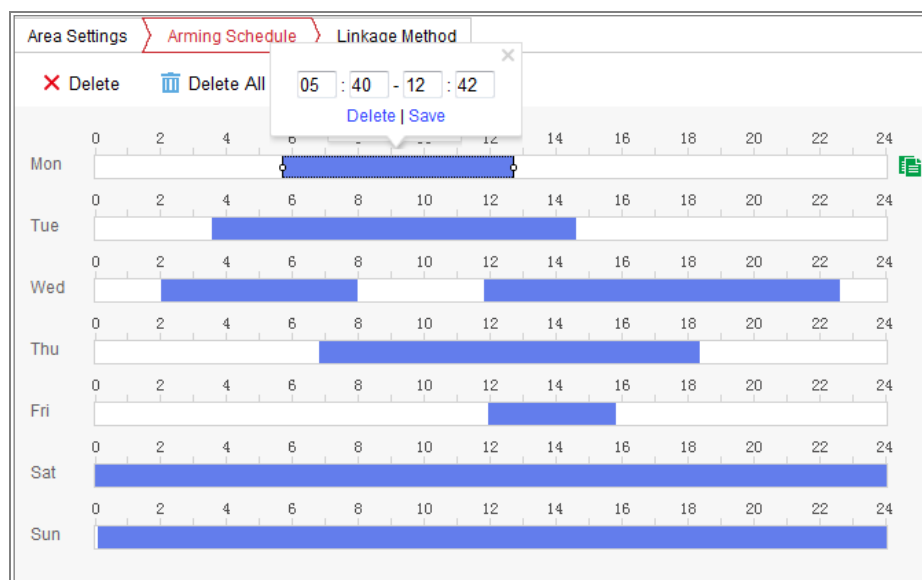 Area Settings Arming Schedule Linkage Method
Delete Delete All
05 : 40 - 12 : 42
Delete | Save
0 2 4 6 12 14 16 18 20 22 24
Mon
0 2 4 6 8 10 12 14 16 18 20 22 24
Tue
0 2 4 6 8 10 12 14 16 18 20 22 24
Wed
0 2 4 6 8 10 12 14 16 18 20 22 24
Thu
0 2 4 6 8 10 12 14 16 18 20 22 24
Fri
0 2 4 6 8 10 12 14 16 18 20 22 24
Sat
0 2 4 6 8 10 12 14 16 18 20 22 24
Sun